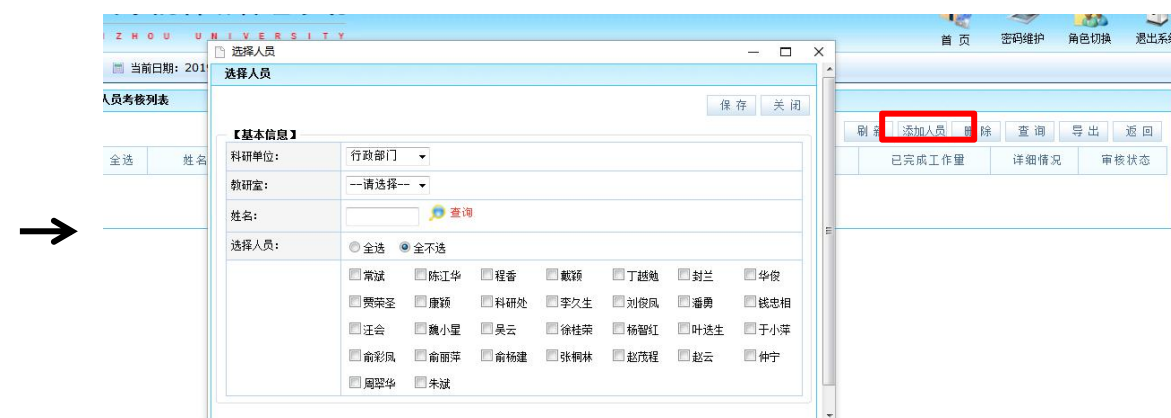 Z H O U   U N I V E R S I T Y
首 页 密码维护 角色切换 退出系
选择人员
当前日期: 201
选择人员
人员考核列表
保 存 关 闭
刷 新 添加人员 删 除 查 询 导 出 返 回
【基本信息】
全选 姓名 已完成工作量 详细情况 审核状态
科研单位: 行政部门
教研室: --请选择--
姓名: 查询
选择人员: 全选 全不选
常斌 陈江华 程香 戴颖 丁越勉 封兰 华俊
贾荣圣 康颖 科研处 李久生 刘俊凤 潘勇 钱忠相
汪会 魏小星 吴云 徐桂荣 杨智红 叶选生 于小萍
俞彩凤 俞丽萍 俞杨建 张桐林 赵茂程 赵云 仲宁
周翠华 朱斌